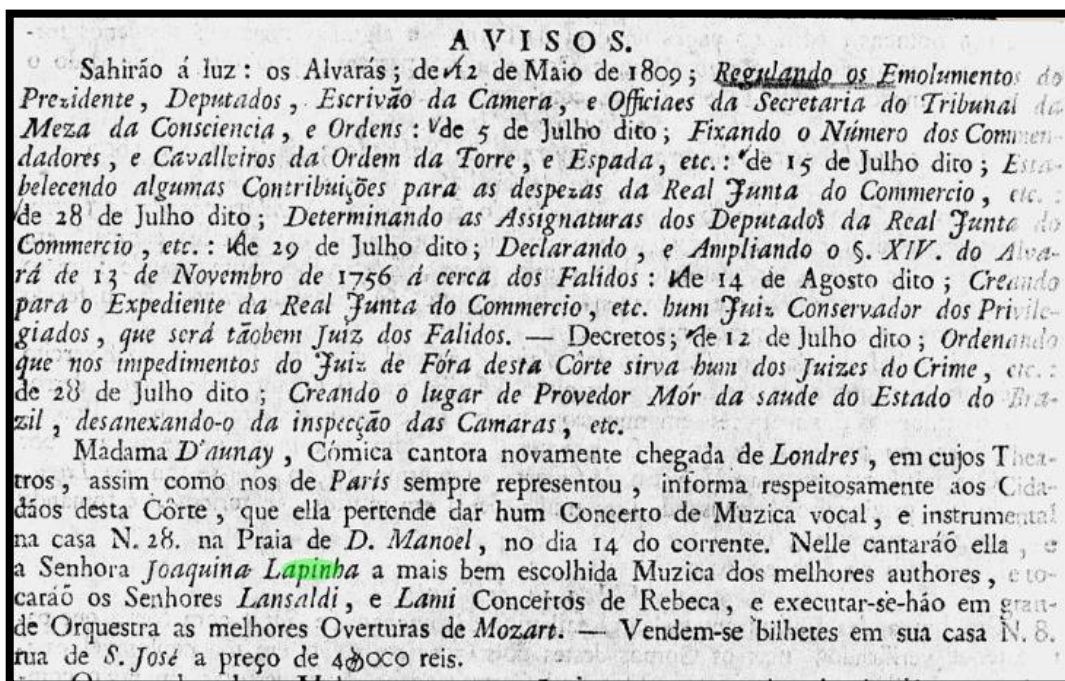 AVISOS.
Sahirão á luz: os Alvarás; de 12 de Maio de 1809; Regulando os Emolumentos do
Prezidente, Deputados, Escrivão da Camera, e Officiaes da Secretaria do Tribunal da
Meza da Consciencia, e Ordens: de 5 de Julho dito; Fixando o Número dos Commen-
dadores, e Cavalleiros da Ordem da Torre, e Espada, etc.: de 15 de Julho dito; Esta-
belecendo algumas Contribuições para as despezas da Real Junta do Commercio, etc.:
de 28 de Julho dito; Determinando as Assignaturas dos Deputados da Real Junta do
Commercio, etc.: de 29 de Julho dito; Declarando, e Ampliando o §. XIV. do Alva-
rá de 13 de Novembro de 1756 á cerca dos Falidos: de 14 de Agosto dito; Creando
para o Expediente da Real Junta do Commercio, etc. hum Juiz Conservador dos Privile-
giados, que será tãobem Juiz dos Falidos. — Decretos; de 12 de Julho dito; Ordenando
que nos impedimentos do Juiz de Fóra desta Côrte sirva hum dos Juizes do Crime, etc.:
de 28 de Julho dito; Creando o lugar de Provedor Mór da saude do Estado do Bra-
zil, desanexando-o da inspecção das Camaras, etc.
Madama D'aunay, Cómica cantora novamente chegada de Londres, em cujos Thea-
tros, assim como nos de París sempre representou, informa respeitosamente aos Cida-
dãos desta Côrte, que ella pertende dar hum Concerto de Muzica vocal, e instrumental
na casa N. 28. na Praia de D. Manoel, no dia 14 do corrente. Nelle cantaráõ ella, e
a Senhora Joaquina Lapinha a mais bem escolhida Muzica dos melhores authores, e to-
caráõ os Senhores Lansaldi, e Lami Concertos de Rebeca, e executar-se-hão em gran-
de Orquestra as melhores Overturas de Mozart. — Vendem-se bilhetes em sua casa N. 8.
rua de S. José a preço de 4$000 reis.